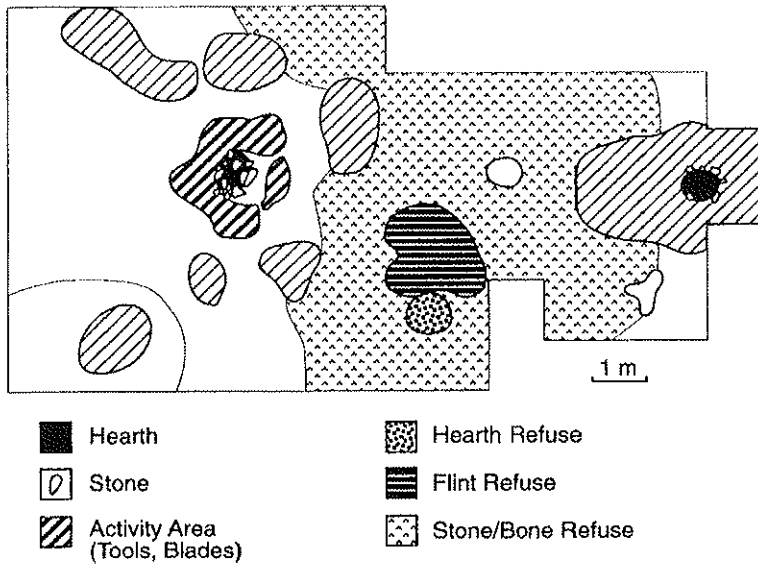 1 m
Hearth
Stone
Activity Area
(Tools, Blades)
Hearth Refuse
Flint Refuse
Stone/Bone Refuse